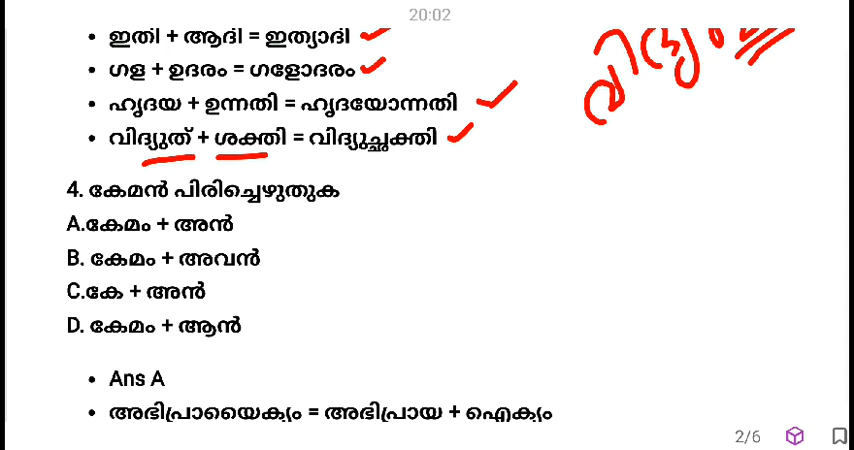 20:02
• ഇതി + ആദി = ഇത്യാദി
• ഗള + ഉദരം = ഗളോദരം
• ഹൃദയ + ഉന്നതി = ഹൃദയോന്നതി
• വിദ്യുത് + ശക്തി = വിദ്യുച്ഛക്തി
4. കേമൻ പിരിച്ചെഴുതുക
A.കേമം + അൻ
B. കേമം + അവൻ
C.കേ + അൻ
D. കേമം + ആൻ
• Ans A
• അഭിപ്രായൈക്യം = അഭിപ്രായ + ഐക്യം
2/6